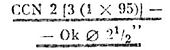 CCN 2 [3 (1 × 95)] —
— Ok Ø 2¹/₂"